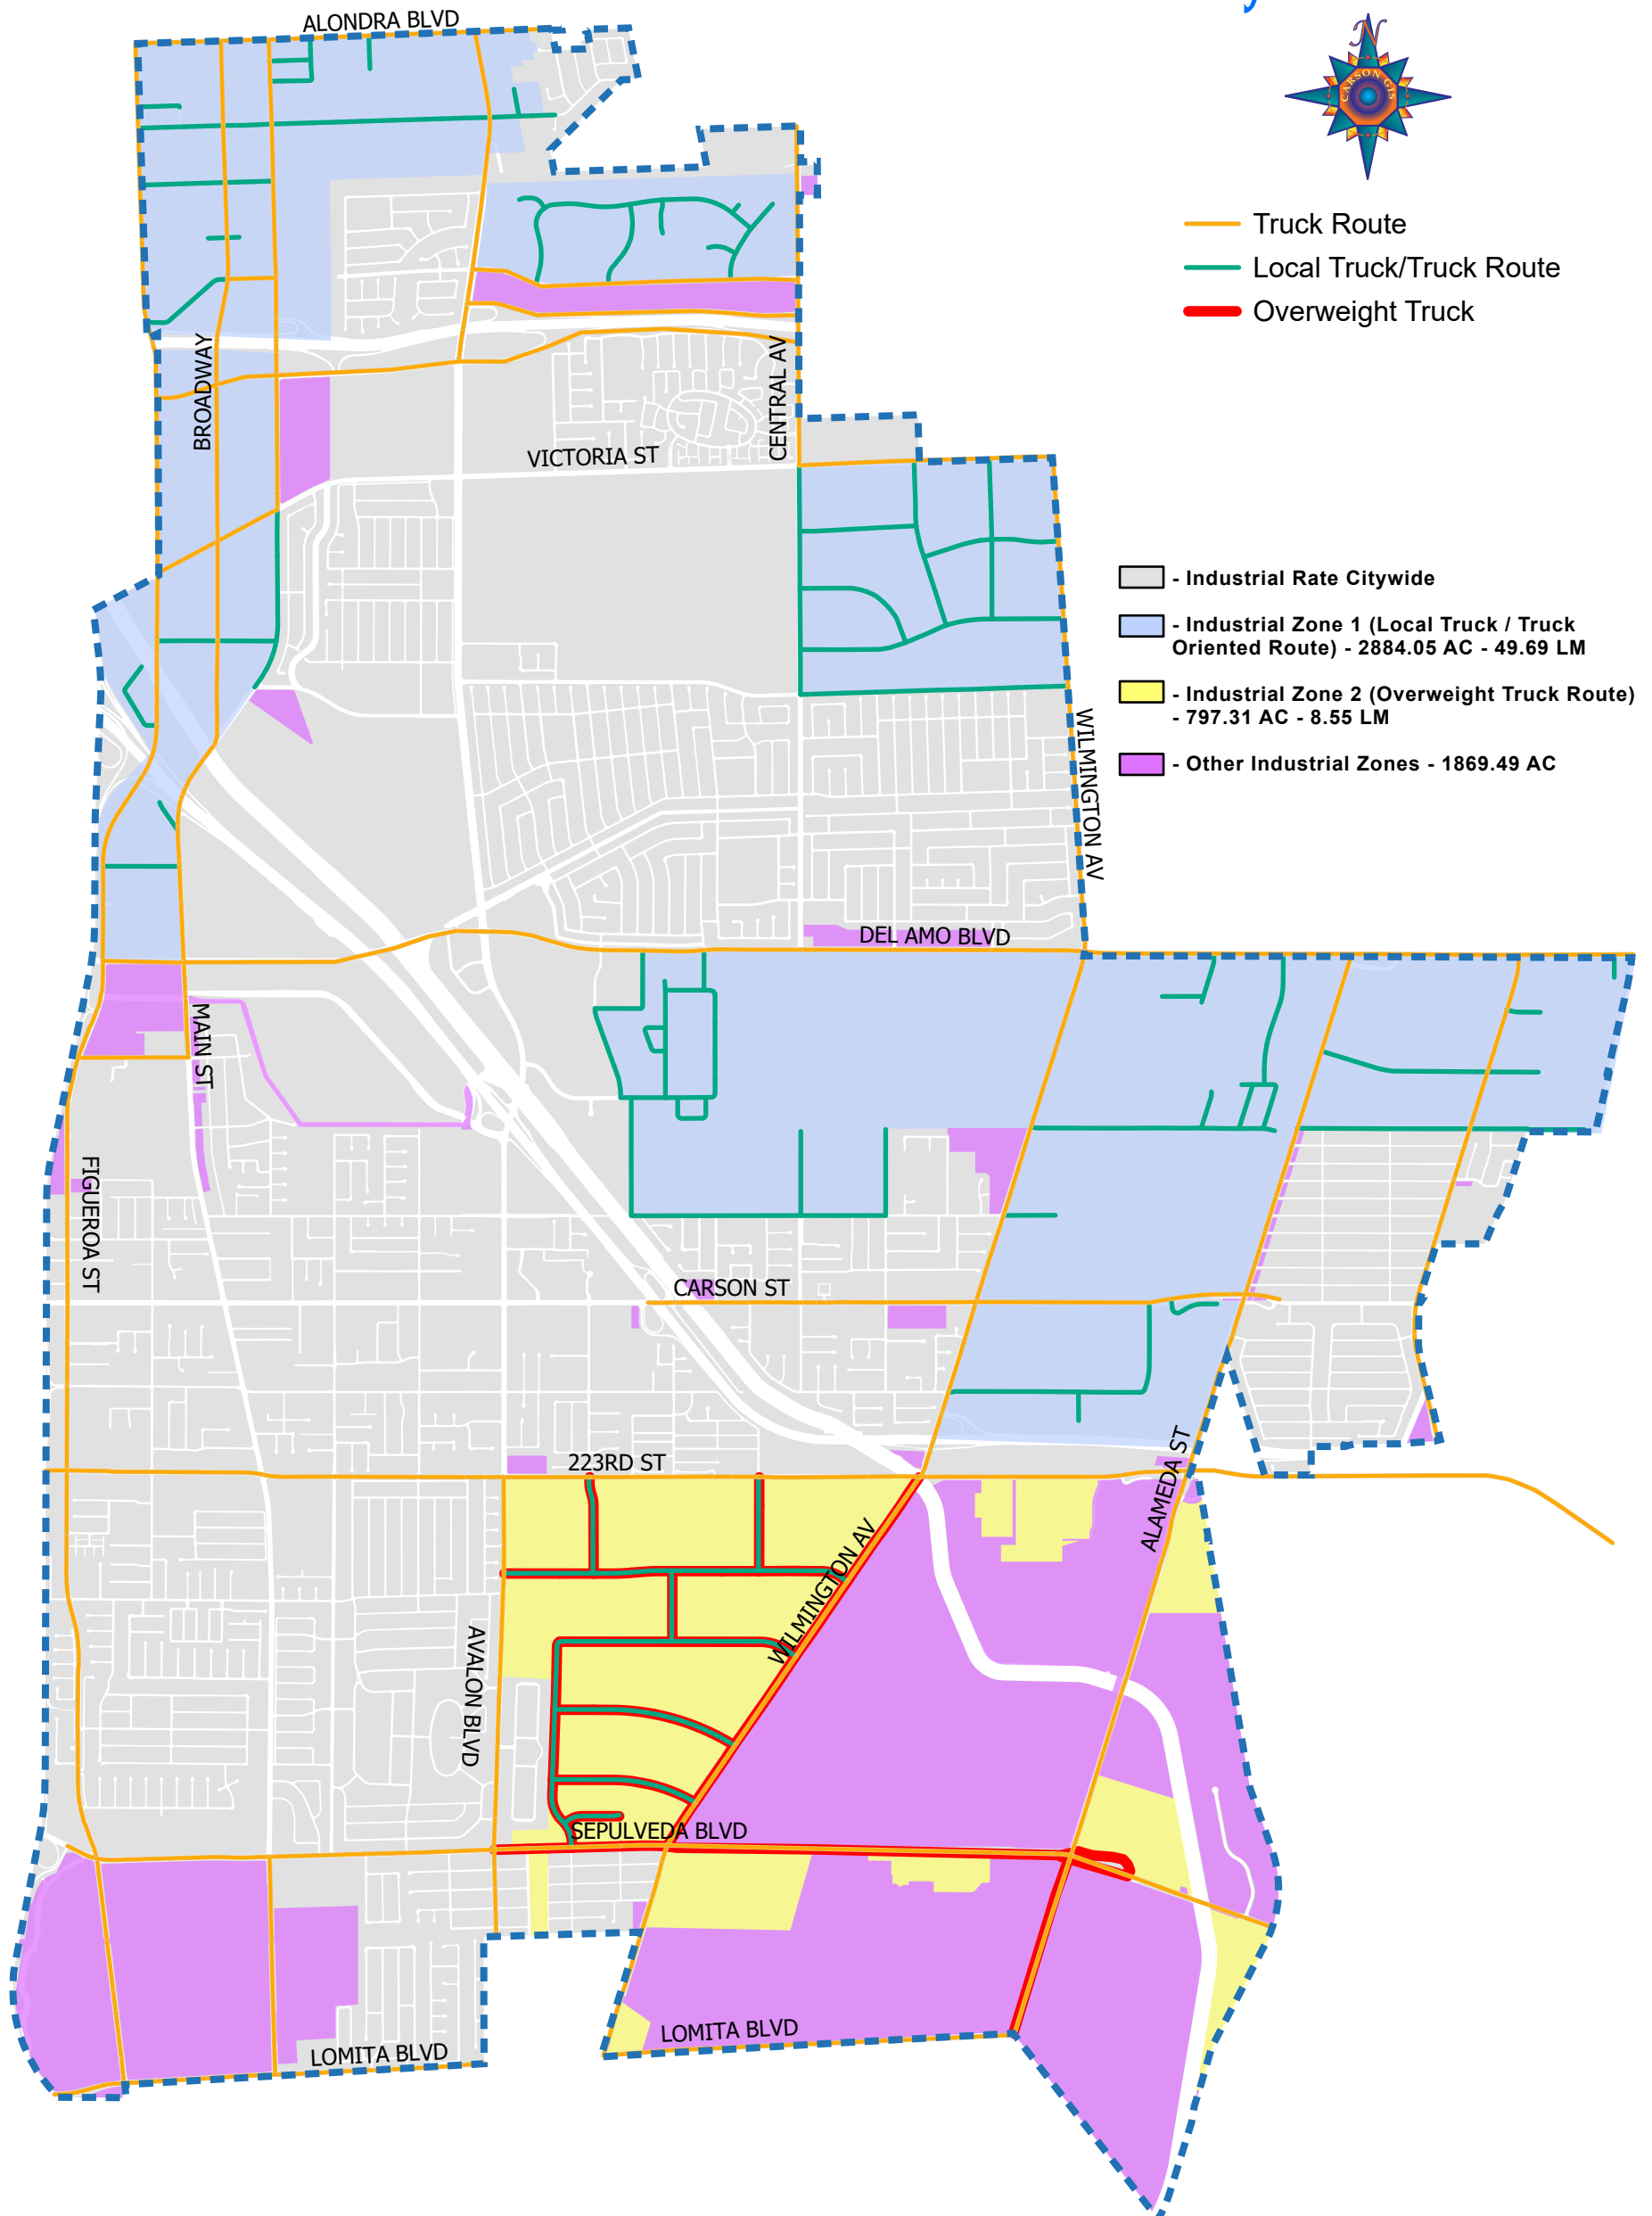 ALONDRA BLVD
N
CARSON GIS
Truck Route
Local Truck/Truck Route
Overweight Truck
BROADWAY
CENTRAL AV
VICTORIA ST
- Industrial Rate Citywide
- Industrial Zone 1 (Local Truck / Truck
Oriented Route) - 2884.05 AC - 49.69 LM
- Industrial Zone 2 (Overweight Truck Route)
- 797.31 AC - 8.55 LM
- Other Industrial Zones - 1869.49 AC
WILMINGTON AV
DEL AMO BLVD
MAIN ST
FIGUEROA ST
CARSON ST
223RD ST
ALAMEDA ST
WILMINGTON AV
AVALON BLVD
SEPULVEDA BLVD
LOMITA BLVD
LOMITA BLVD